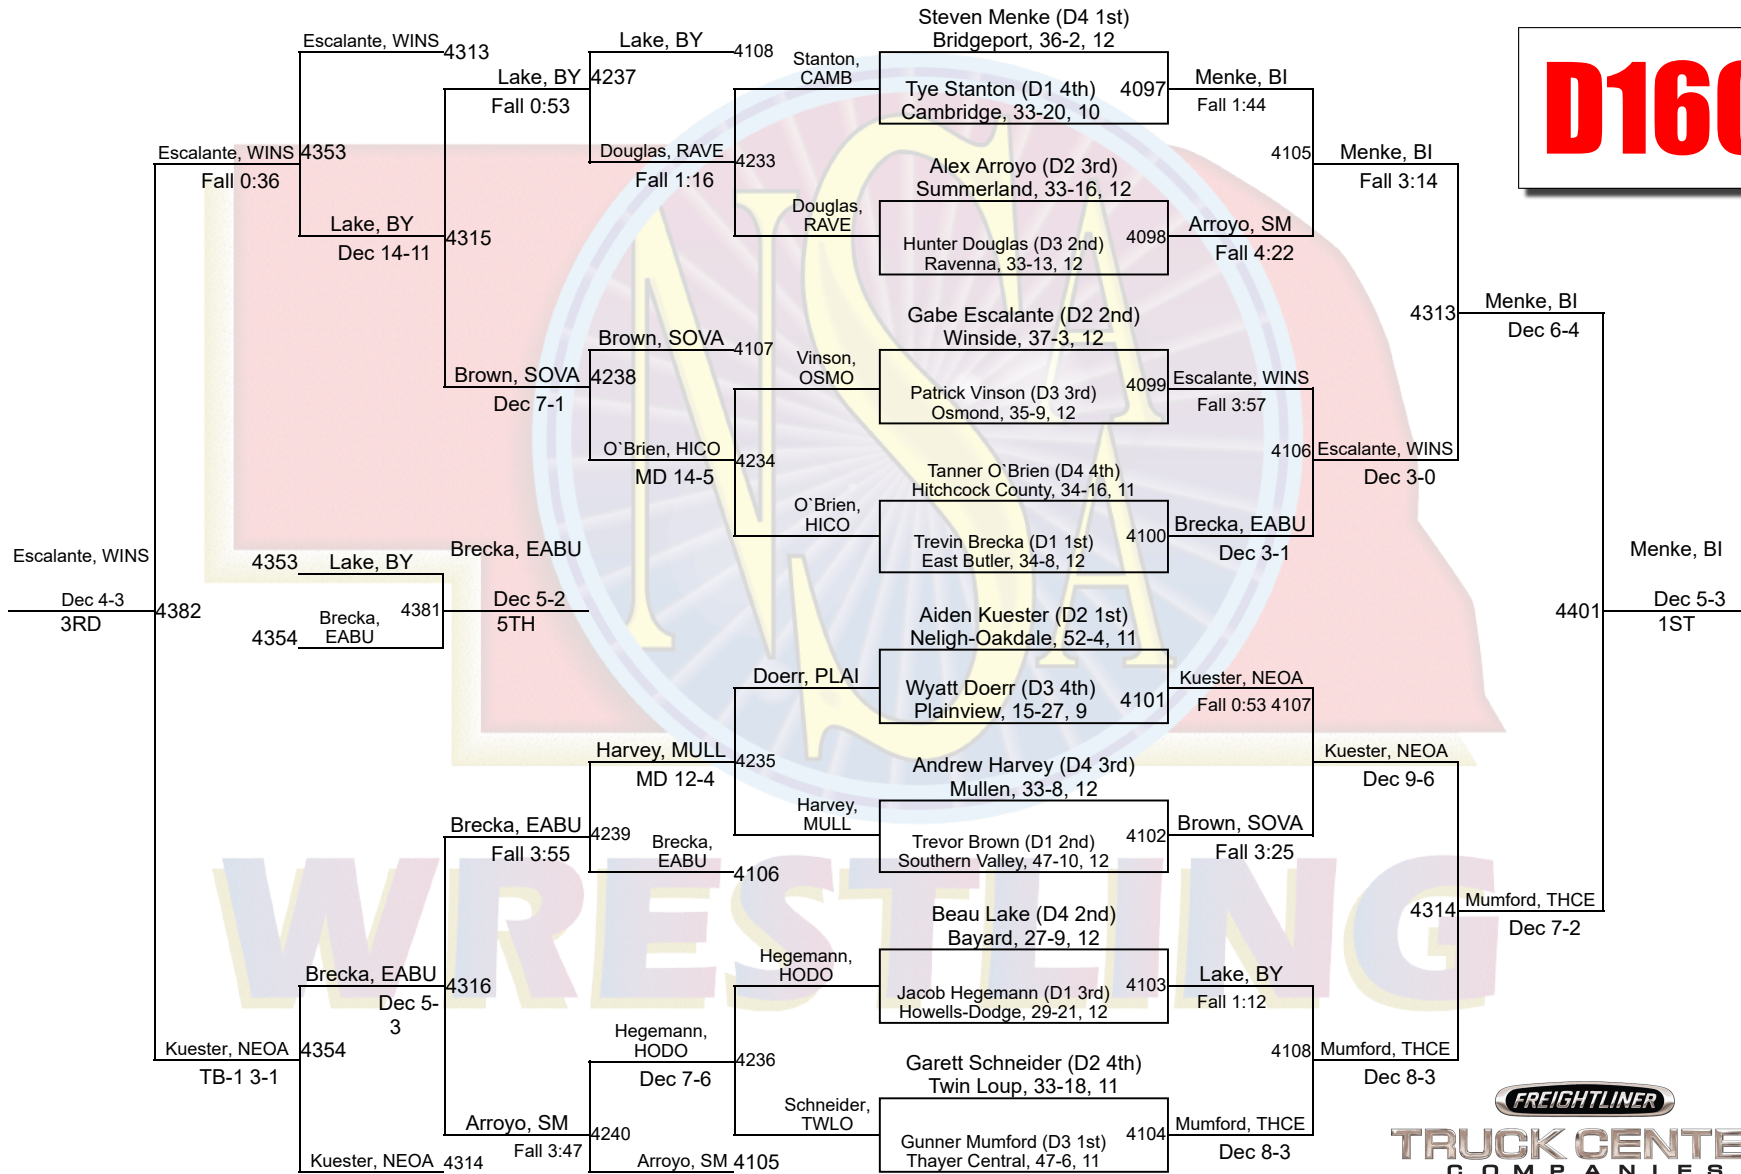 Steven Menke (D4 1st)
Bridgeport, 36-2, 12
Tye Stanton (D1 4th)
Cambridge, 33-20, 10
4097
Alex Arroyo (D2 3rd)
Summerland, 33-16, 12
Hunter Douglas (D3 2nd)
Ravenna, 33-13, 12
4098
Gabe Escalante (D2 2nd)
Winside, 37-3, 12
Patrick Vinson (D3 3rd)
Osmond, 35-9, 12
4099
Tanner O`Brien (D4 4th)
Hitchcock County, 34-16, 11
Trevin Brecka (D1 1st)
East Butler, 34-8, 12
4100
Aiden Kuester (D2 1st)
Neligh-Oakdale, 52-4, 11
Wyatt Doerr (D3 4th)
Plainview, 15-27, 9
4101
Andrew Harvey (D4 3rd)
Mullen, 33-8, 12
Trevor Brown (D1 2nd)
Southern Valley, 47-10, 12
4102
Beau Lake (D4 2nd)
Bayard, 27-9, 12
Jacob Hegemann (D1 3rd)
Howells-Dodge, 29-21, 12
4103
Garett Schneider (D2 4th)
Twin Loup, 33-18, 11
Gunner Mumford (D3 1st)
Thayer Central, 47-6, 11
4104
Menke, BI
Fall 1:44
4105
Arroyo, SM
Fall 4:22
Escalante, WINS
Fall 3:57
4106
Brecka, EABU
Dec 3-1
Kuester, NEOA
Fall 0:53 4107
Brown, SOVA
Fall 3:25
Lake, BY
Fall 1:12
4108
Mumford, THCE
Dec 8-3
Menke, BI
Fall 3:14
4313
Escalante, WINS
Dec 3-0
Kuester, NEOA
Dec 9-6
4314
Mumford, THCE
Dec 8-3
Menke, BI
Dec 6-4
4401
Mumford, THCE
Dec 7-2
Menke, BI
Dec 5-3
1ST
Stanton,
CAMB
4233
Douglas,
RAVE
Vinson,
OSMO
4234
O`Brien,
HICO
Doerr, PLAI
4235
Harvey,
MULL
Hegemann,
HODO
4236
Schneider,
TWLO
Lake, BY
4108
4237
Douglas, RAVE
Fall 1:16
Brown, SOVA
4107
4238
O`Brien, HICO
MD 14-5
Harvey, MULL
MD 12-4
4239
Brecka,
EABU
4106
Hegemann,
HODO
Dec 7-6
4240
Arroyo, SM
4105
Lake, BY
Fall 0:53
4315
Brown, SOVA
Dec 7-1
Brecka, EABU
Fall 3:55
4316
Arroyo, SM
Fall 3:47
Escalante, WINS
4313
4353
Lake, BY
Dec 14-11
Brecka, EABU
Dec 5-
3
4354
Kuester, NEOA
4314
Escalante, WINS
Fall 0:36
4382
Kuester, NEOA
TB-1 3-1
Escalante, WINS
Dec 4-3
3RD
4353
Lake, BY
4381
4354
Brecka,
EABU
Brecka, EABU
Dec 5-2
5TH
NSAA
WRESTLING
FREIGHTLINER
TRUCK CENTE
COMPANIES